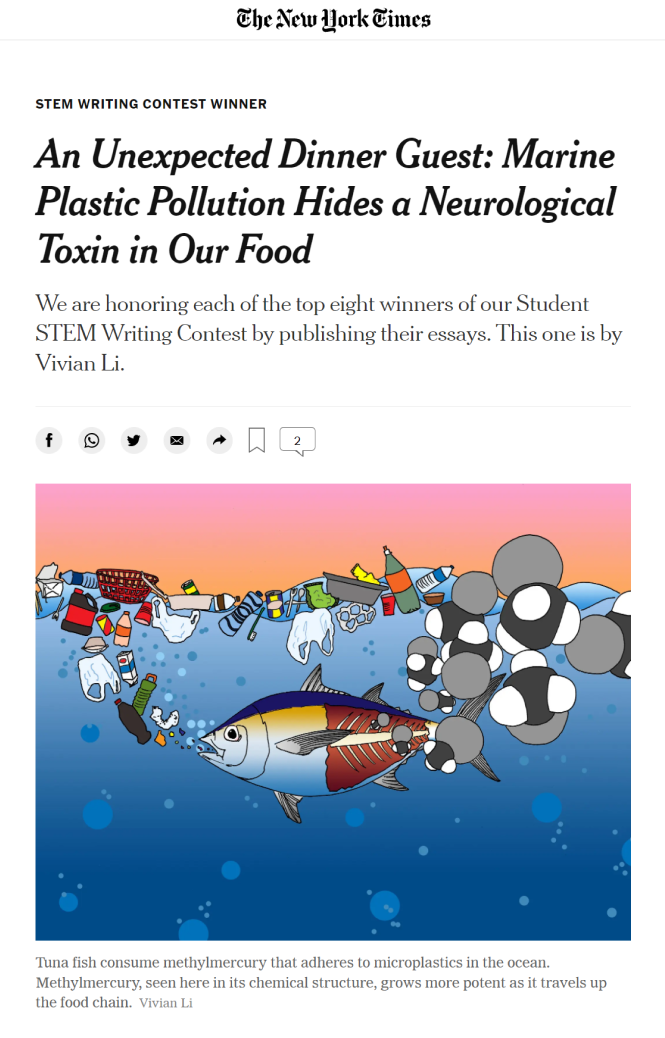 The New York Times
STEM WRITING CONTEST WINNER
An Unexpected Dinner Guest: Marine
Plastic Pollution Hides a Neurological
Toxin in Our Food
We are honoring each of the top eight winners of our Student
STEM Writing Contest by publishing their essays. This one is by
Vivian Li.
2
Tuna fish consume methylmercury that adheres to microplastics in the ocean.
Methylmercury, seen here in its chemical structure, grows more potent as it travels up
the food chain. Vivian Li